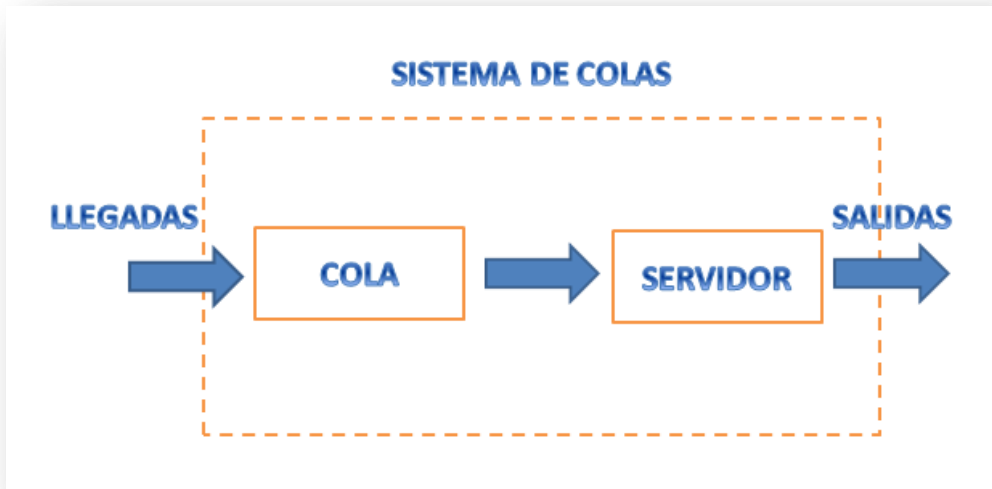 SISTEMA DE COLAS
LLEGADAS
SALIDAS
COLA
SERVIDOR